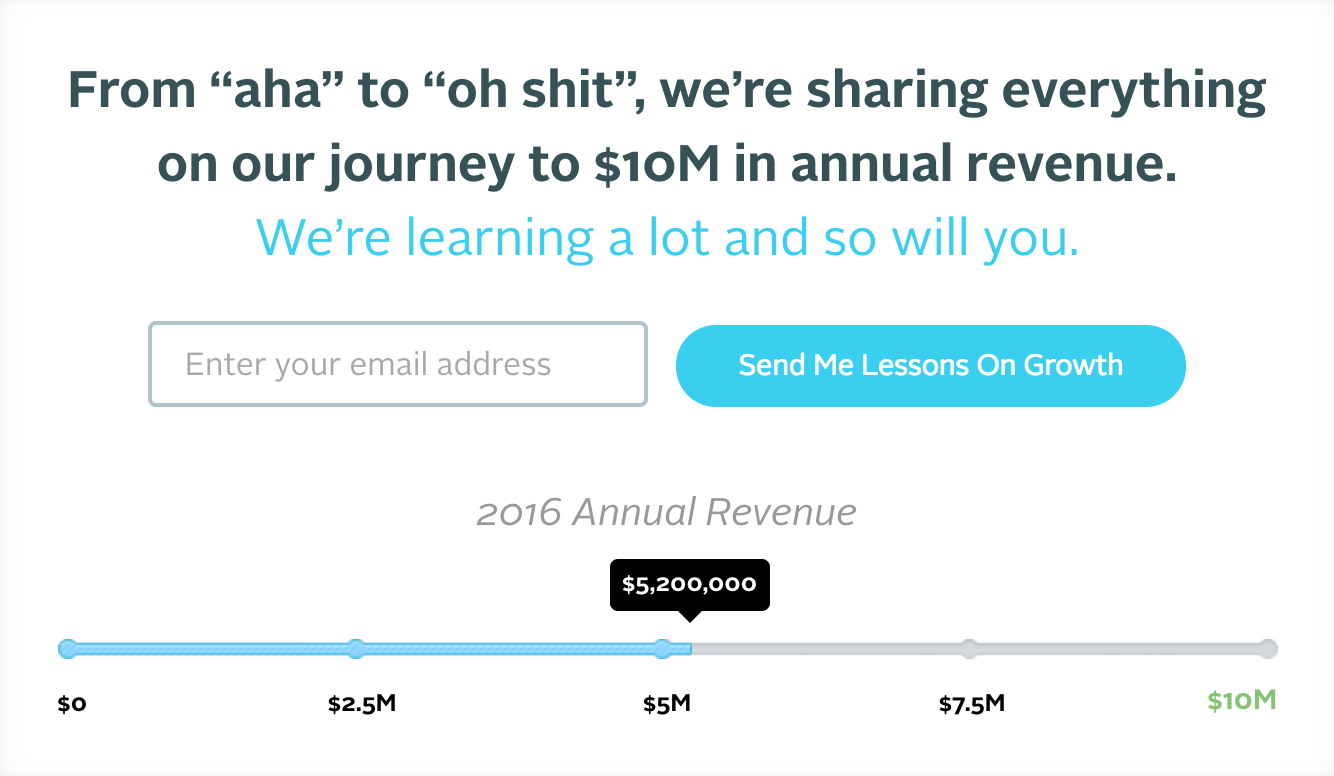 From “aha” to “oh shit”, we’re sharing everything
on our journey to $10M in annual revenue.
We’re learning a lot and so will you.
Enter your email address
Send Me Lessons On Growth
2016 Annual Revenue
$5,200,000
$0 $2.5M $5M $7.5M $10M